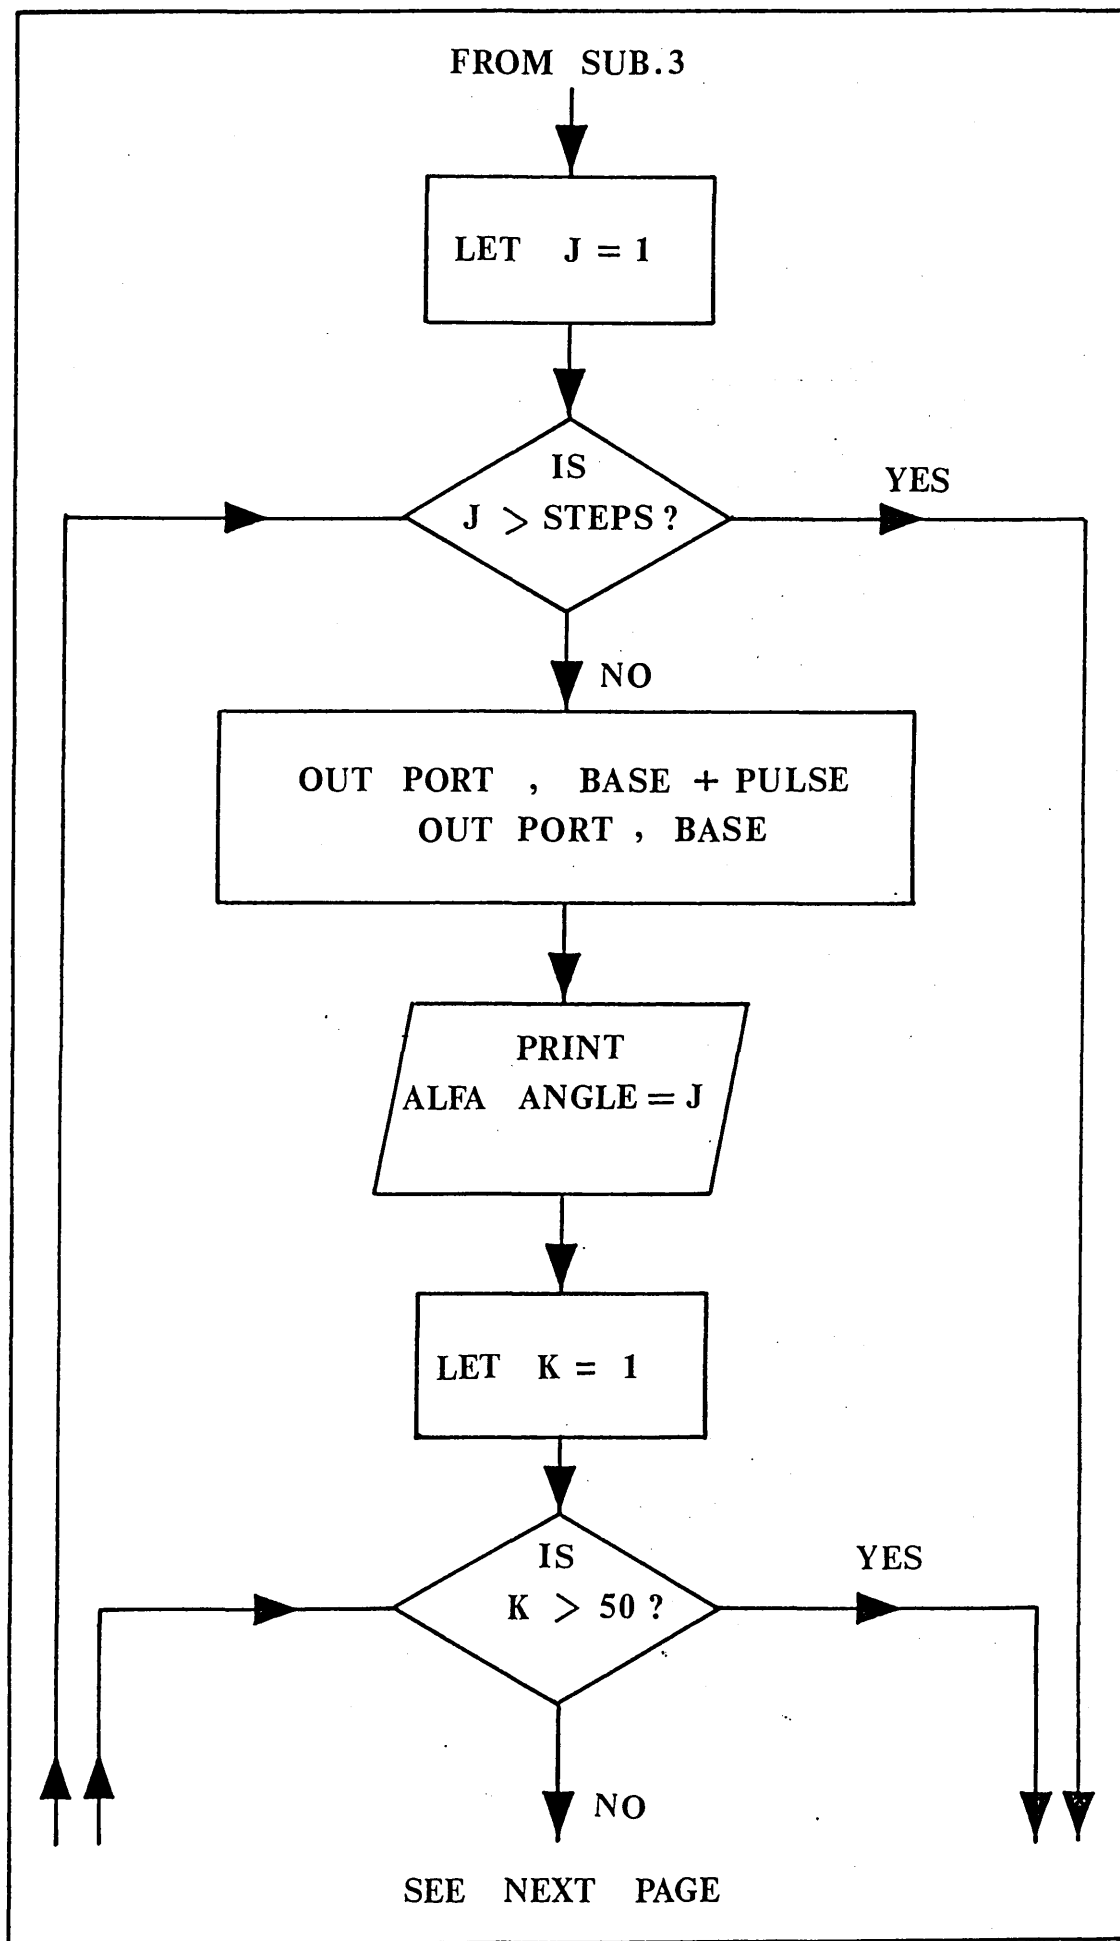 FROM SUB.3
LET J = 1
IS
J > STEPS ?
YES
NO
OUT PORT , BASE + PULSE
OUT PORT , BASE
PRINT
ALFA ANGLE = J
LET K = 1
IS
K > 50 ?
YES
NO
SEE NEXT PAGE